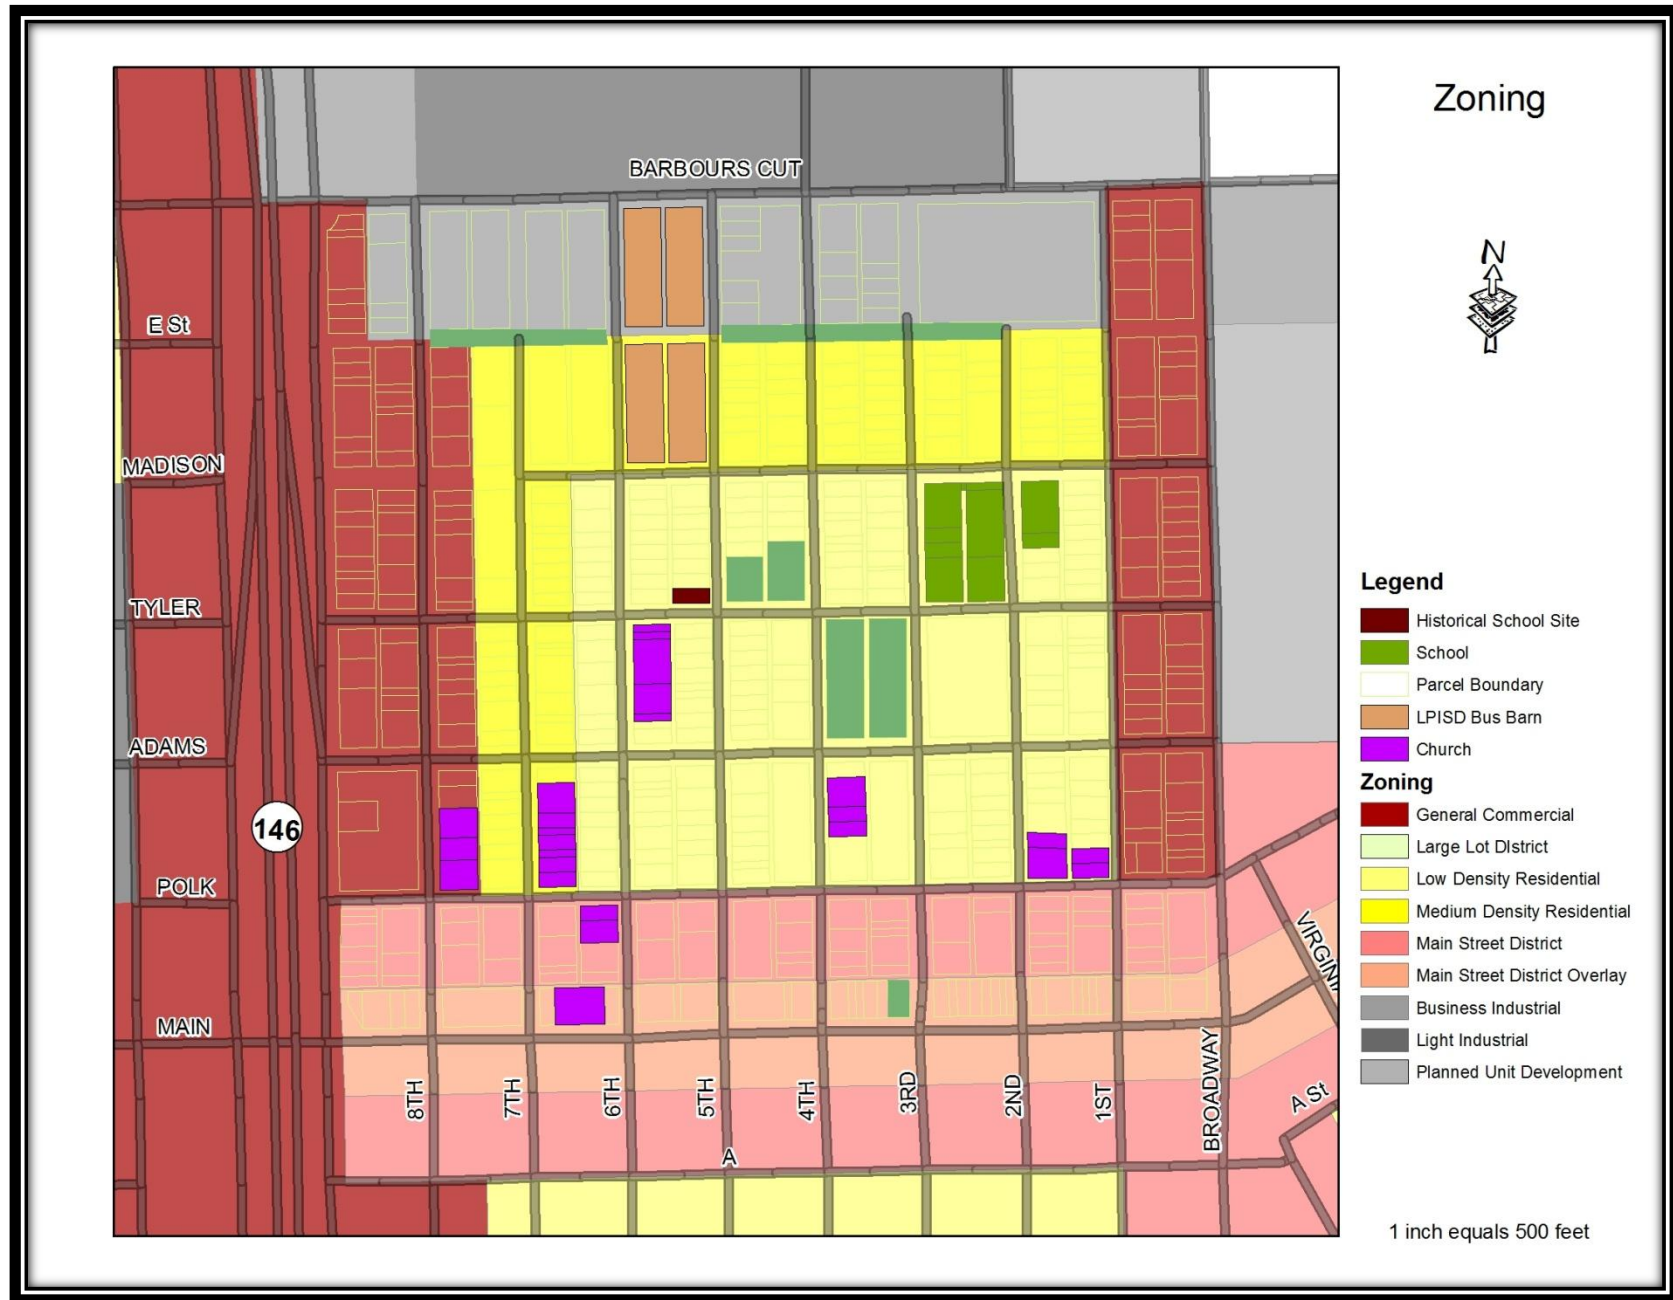 Zoning
BARBOURS CUT
N
E St
MADISON
TYLER
ADAMS
146
POLK
MAIN
VIRGINIA
8TH
7TH
6TH
5TH
4TH
3RD
2ND
1ST
BROADWAY
A St
A
Legend
Historical School Site
School
Parcel Boundary
LPISD Bus Barn
Church
Zoning
General Commercial
Large Lot DIstrict
Low Density Residential
Medium Density Residential
Main Street District
Main Street District Overlay
Business Industrial
Light Industrial
Planned Unit Development
1 inch equals 500 feet